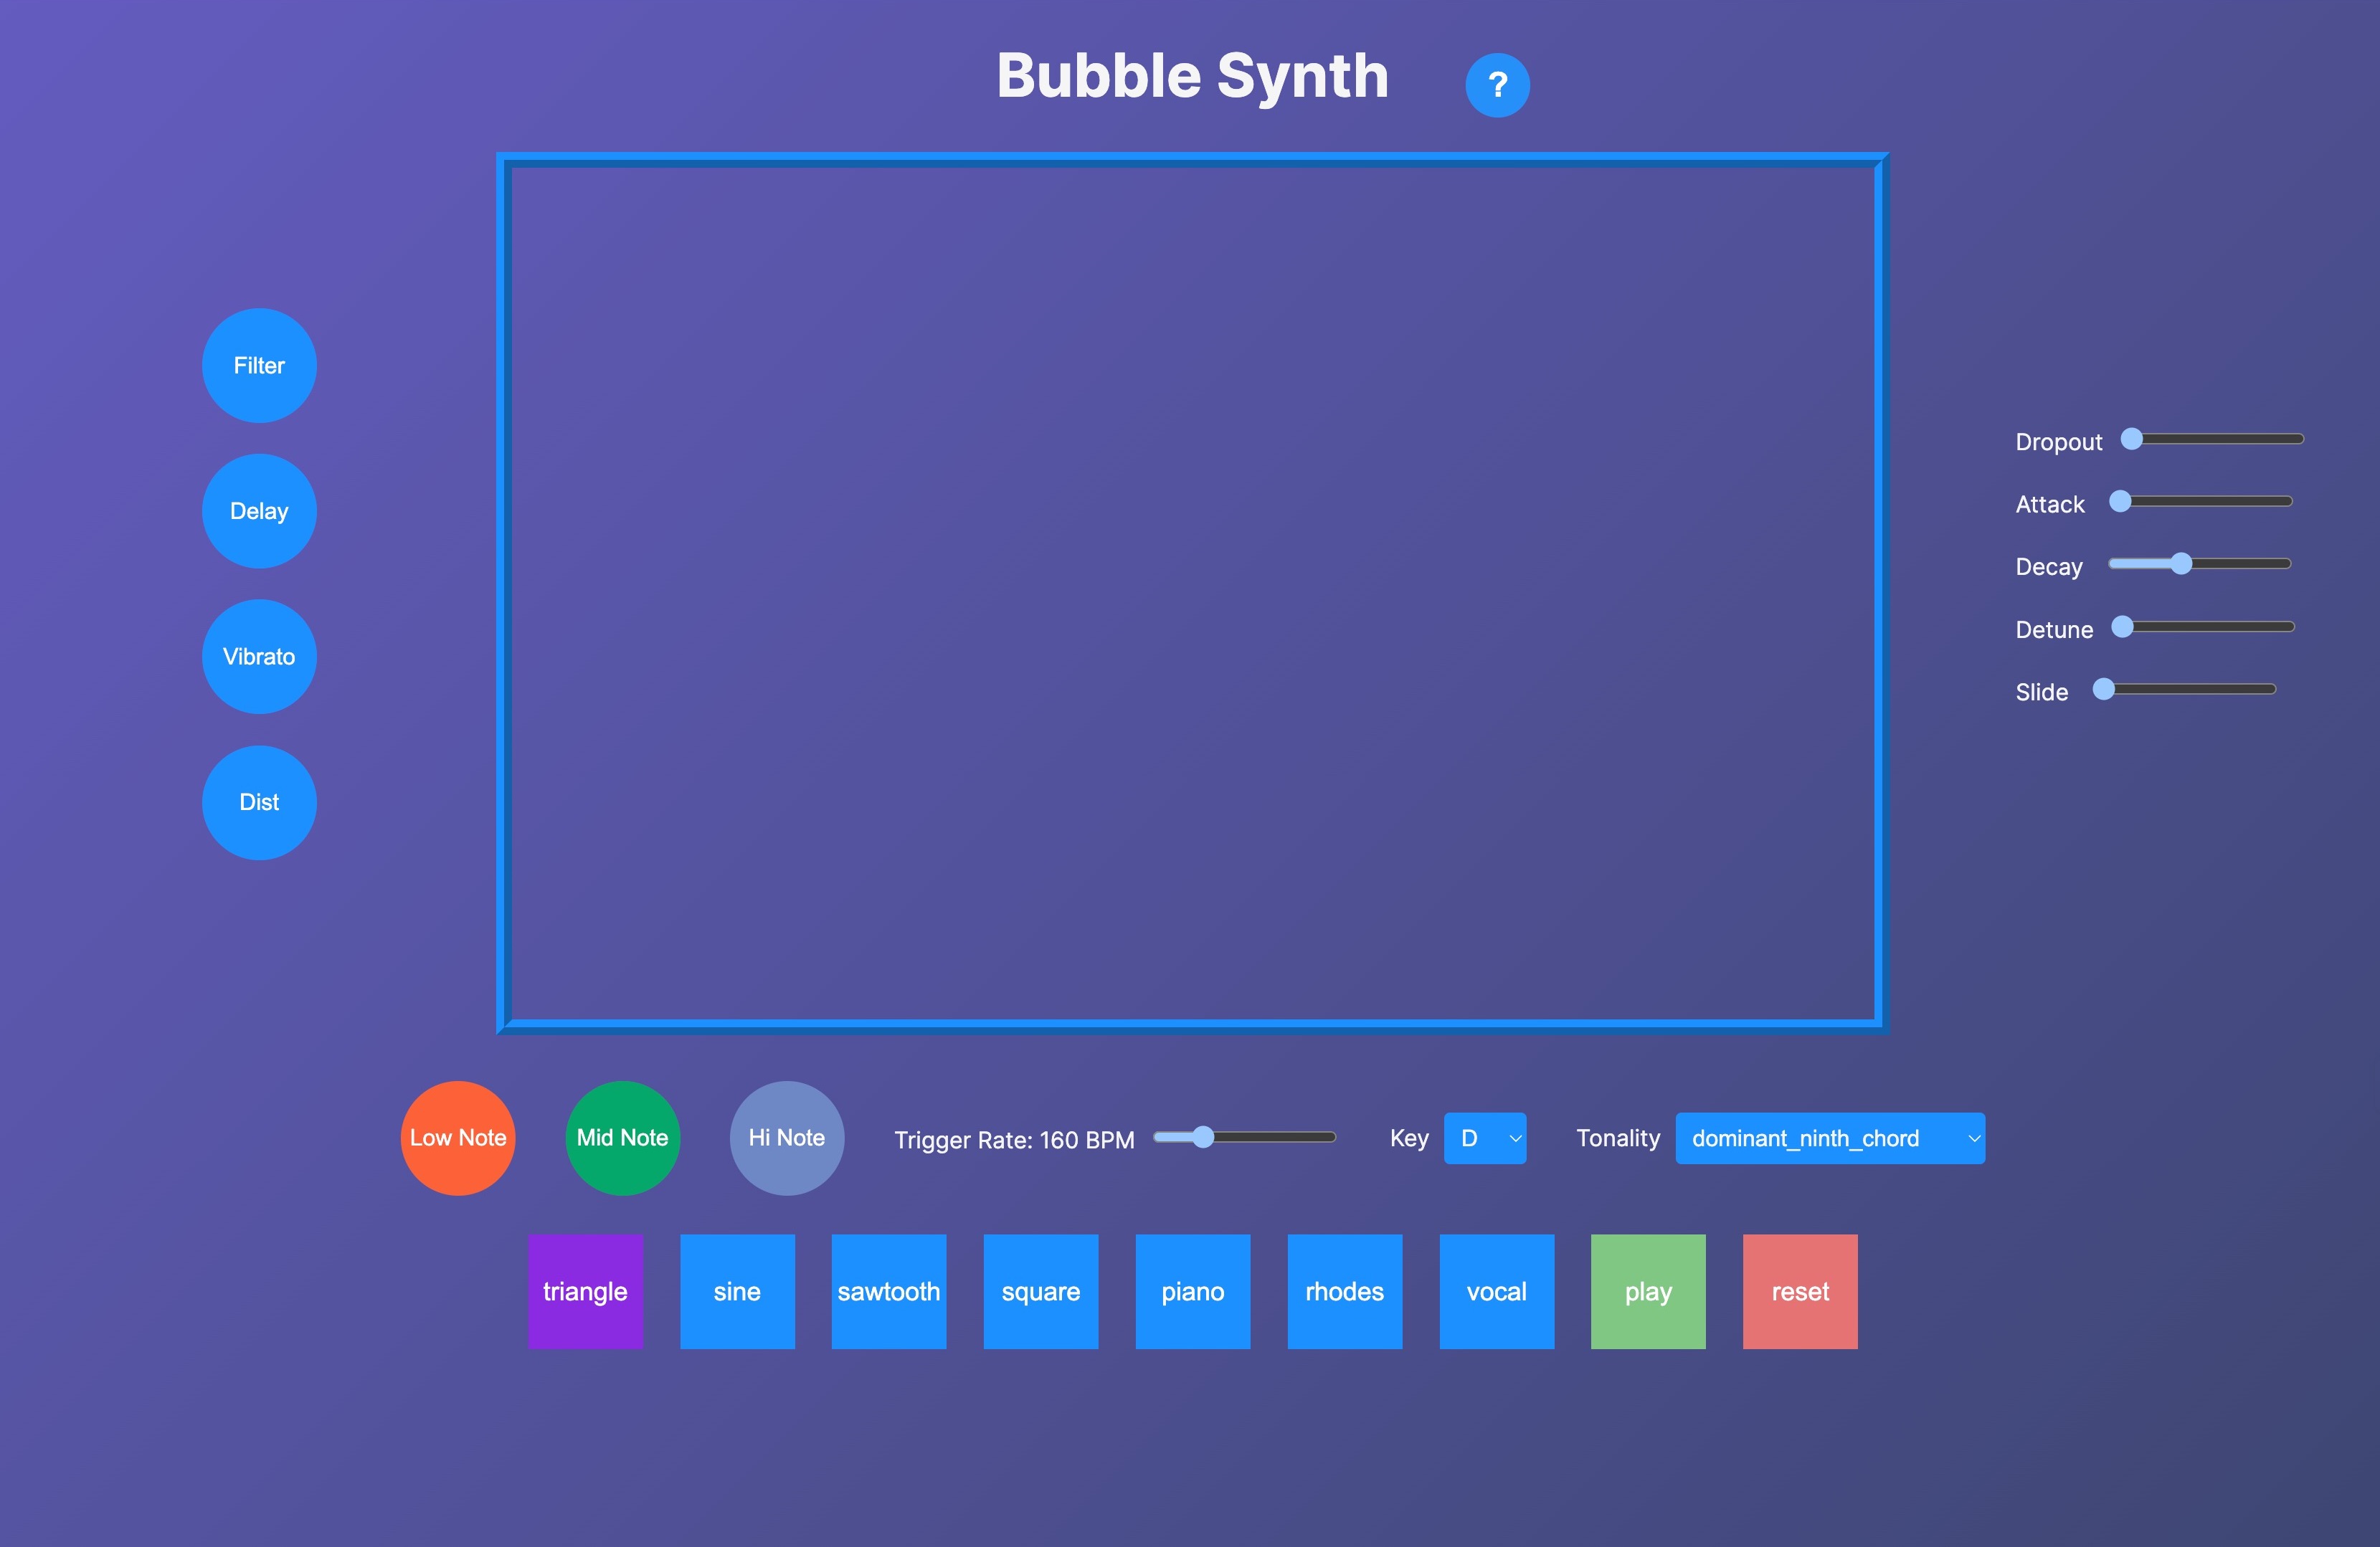 Bubble Synth ?
Filter
Delay
Vibrato
Dist
Dropout
Attack
Decay
Detune
Slide
Low Note Mid Note Hi Note Trigger Rate: 160 BPM Key D Tonality dominant_ninth_chord
triangle sine sawtooth square piano rhodes vocal play reset